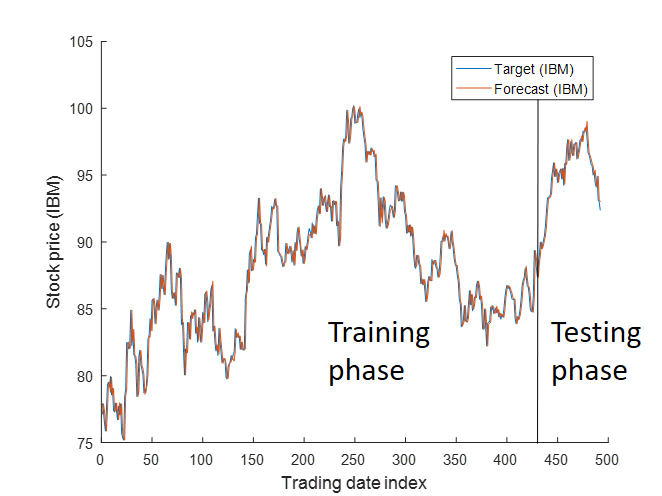 105
100
95
90
85
80
75
Stock price (IBM)
Target (IBM)
Forecast (IBM)
Training
phase
Testing
phase
0 50 100 150 200 250 300 350 400 450 500
Trading date index